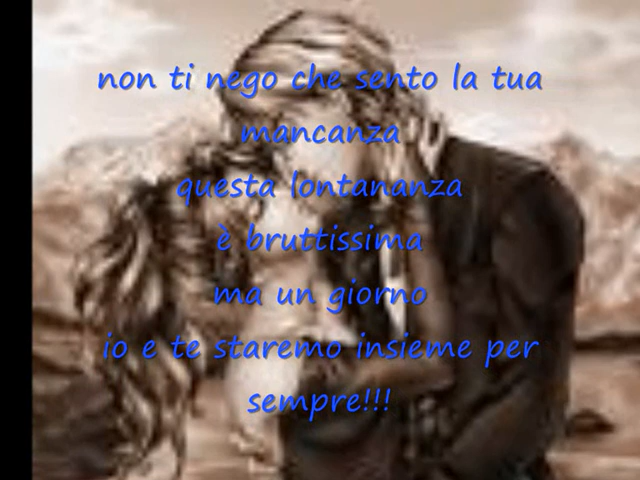 non ti nego che sento la tua
mancanza
questa lontananza
è bruttissima
ma un giorno
io e te staremo insieme per
sempre!!!